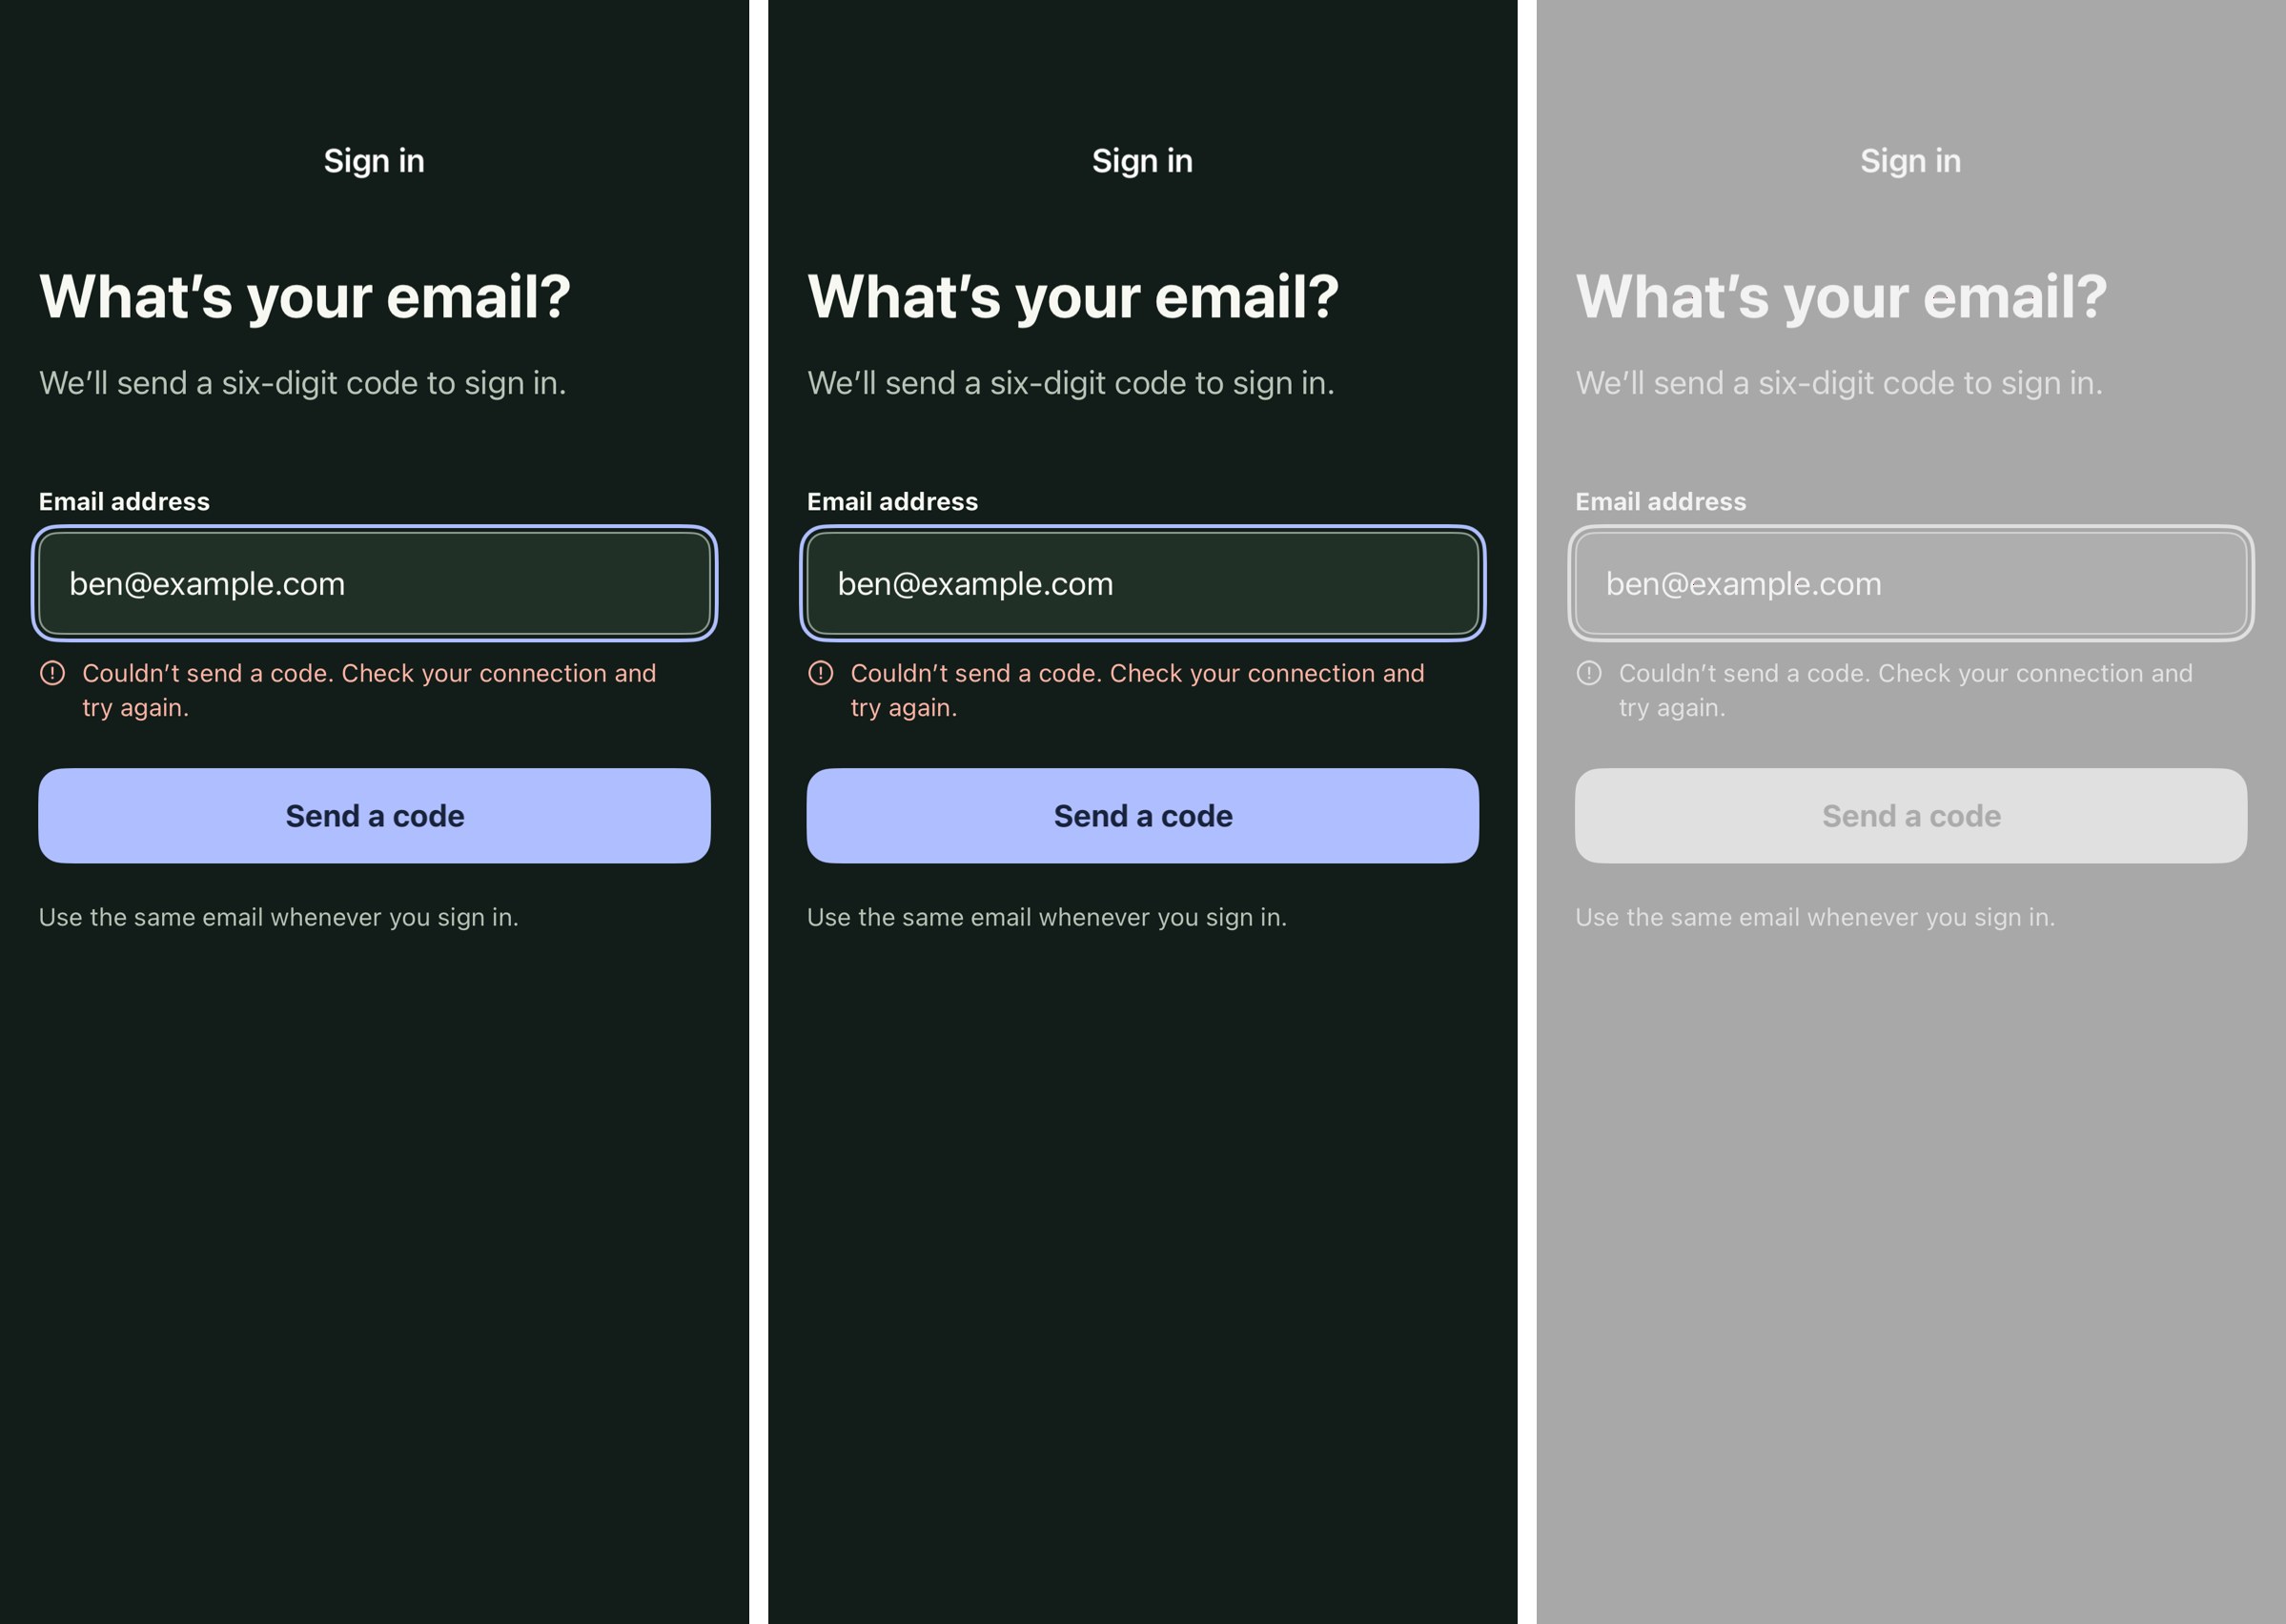 Sign in
What’s your email?
We’ll send a six-digit code to sign in.
Email address
ben@example.com
Couldn’t send a code. Check your connection and
try again.
Send a code
Use the same email whenever you sign in.
Sign in
What’s your email?
We’ll send a six-digit code to sign in.
Email address
ben@example.com
Couldn’t send a code. Check your connection and
try again.
Send a code
Use the same email whenever you sign in.
Sign in
What’s your email?
We’ll send a six-digit code to sign in.
Email address
ben@example.com
Couldn’t send a code. Check your connection and
try again.
Send a code
Use the same email whenever you sign in.